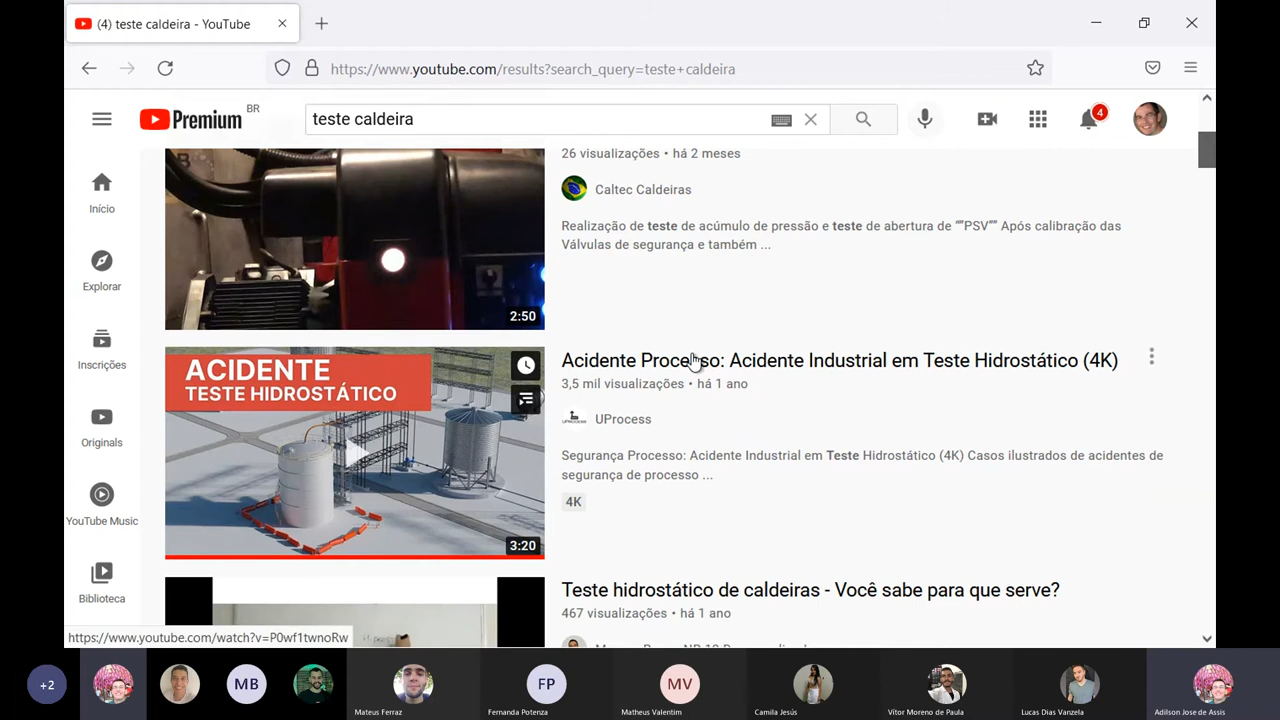 (4) teste caldeira - YouTube
https://www.youtube.com/results?search_query=teste+caldeira
Premium
BR
teste caldeira
4
Início
Explorar
Inscrições
Originals
YouTube Music
Biblioteca
26 visualizações • há 2 meses
Caltec Caldeiras
Realização de teste de acúmulo de pressão e teste de abertura de “"PSV"” Após calibração das
Válvulas de segurança e também ...
2:50
ACIDENTE
TESTE HIDROSTÁTICO
3:20
Acidente Processo: Acidente Industrial em Teste Hidrostático (4K)
3,5 mil visualizações • há 1 ano
UPROCESS
UProcess
Segurança Processo: Acidente Industrial em Teste Hidrostático (4K) Casos ilustrados de acidentes de
segurança de processo ...
4K
Teste hidrostático de caldeiras - Você sabe para que serve?
467 visualizações • há 1 ano
https://www.youtube.com/watch?v=P0wf1twnoRw
+2
MB
Mateus Ferraz
FP
Fernanda Potenza
MV
Matheus Valentim
Camila Jesús
Vítor Moreno de Paula
Lucas Dias Vanzela
Adilson Jose de Assis